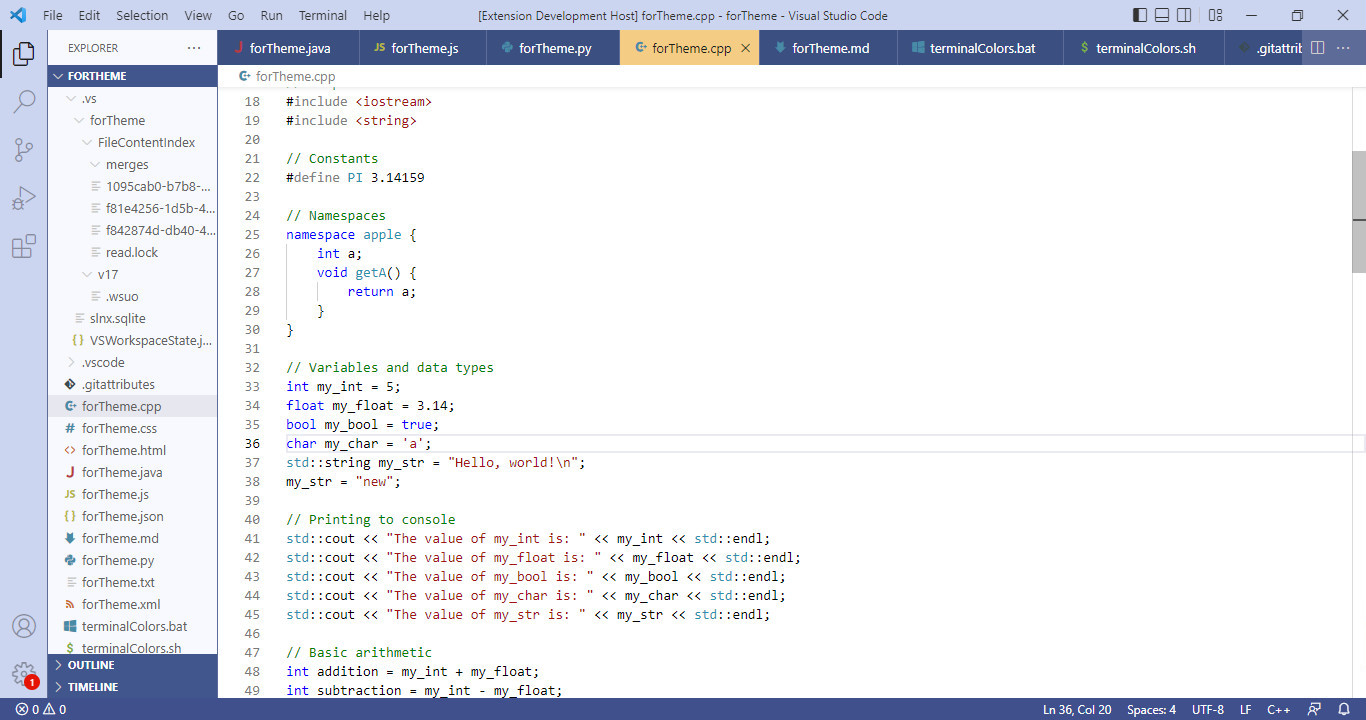 File Edit Selection View Go Run Terminal Help
[Extension Development Host] forTheme.cpp - forTheme - Visual Studio Code
EXPLORER
FORTHEME
.vs
forTheme
FileContentIndex
merges
1095cab0-b7b8-...
f81e4256-1d5b-4...
f842874d-db40-4...
read.lock
v17
.wsuo
slnx.sqlite
{} VSWorkspaceState.j...
.vscode
.gitattributes
forTheme.cpp
# forTheme.css
<> forTheme.html
J forTheme.java
JS forTheme.js
{} forTheme.json
forTheme.md
forTheme.py
forTheme.txt
forTheme.xml
terminalColors.bat
$ terminalColors.sh
OUTLINE
TIMELINE
1
J forTheme.java
JS forTheme.js
forTheme.py
forTheme.cpp
forTheme.md
terminalColors.bat
$ terminalColors.sh
.gitattrib
forTheme.cpp
18 #include <iostream>
19 #include <string>
20
21 // Constants
22 #define PI 3.14159
23
24 // Namespaces
25 namespace apple {
26     int a;
27     void getA() {
28         return a;
29     }
30 }
31
32 // Variables and data types
33 int my_int = 5;
34 float my_float = 3.14;
35 bool my_bool = true;
36 char my_char = 'a';
37 std::string my_str = "Hello, world!\n";
38 my_str = "new";
39
40 // Printing to console
41 std::cout << "The value of my_int is: " << my_int << std::endl;
42 std::cout << "The value of my_float is: " << my_float << std::endl;
43 std::cout << "The value of my_bool is: " << my_bool << std::endl;
44 std::cout << "The value of my_char is: " << my_char << std::endl;
45 std::cout << "The value of my_str is: " << my_str << std::endl;
46
47 // Basic arithmetic
48 int addition = my_int + my_float;
49 int subtraction = my_int - my_float;
0 0
Ln 36, Col 20 Spaces: 4 UTF-8 LF C++